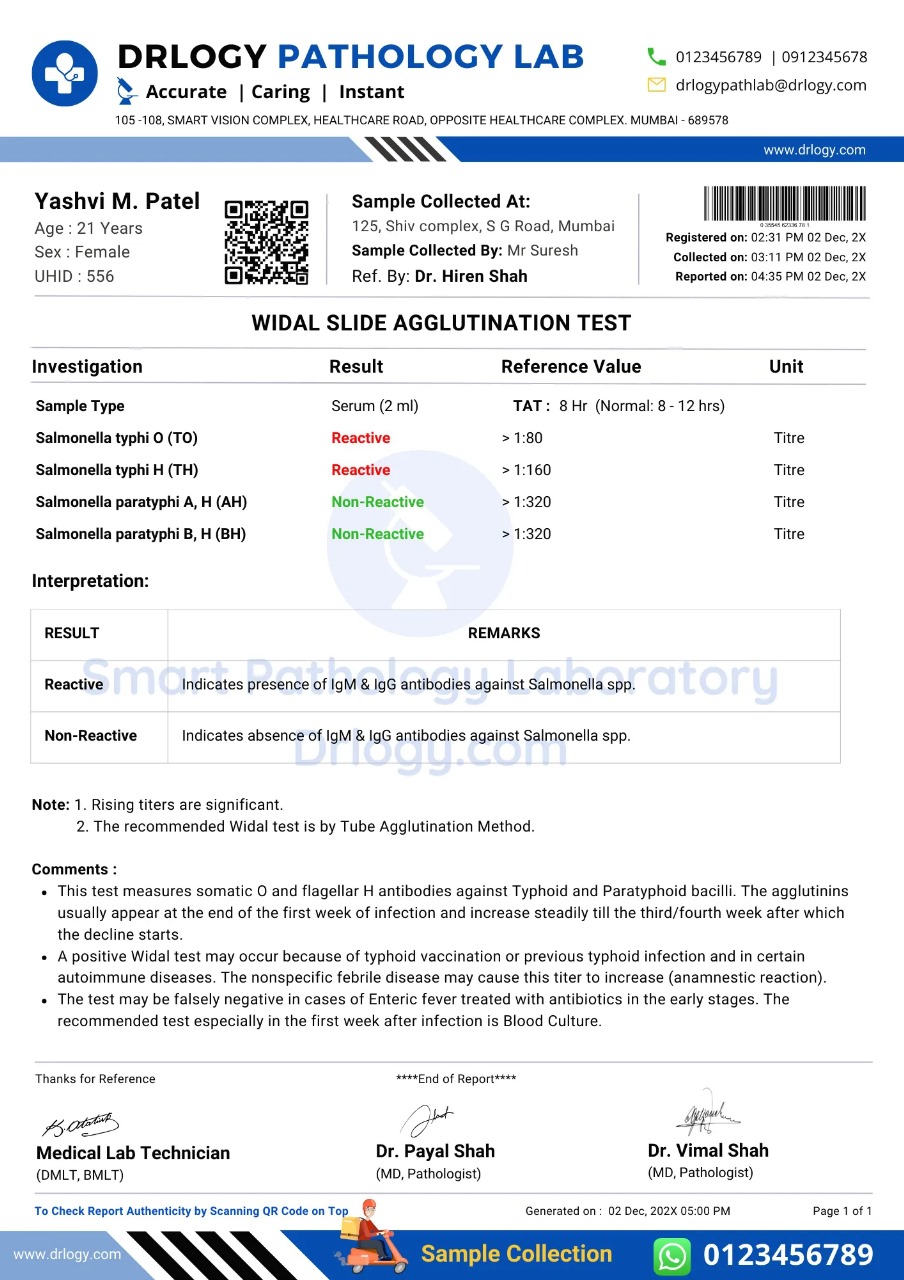 DRLOGY PATHOLOGY LAB
Accurate | Caring | Instant
0123456789 | 0912345678
drlogypathlab@drlogy.com
105 -108, SMART VISION COMPLEX, HEALTHCARE ROAD, OPPOSITE HEALTHCARE COMPLEX. MUMBAI - 689578
www.drlogy.com
Yashvi M. Patel
Age : 21 Years
Sex : Female
UHID : 556
Sample Collected At:
125, Shiv complex, S G Road, Mumbai
Sample Collected By: Mr Suresh
Ref. By: Dr. Hiren Shah
Registered on: 02:31 PM 02 Dec, 2X
Collected on: 03:11 PM 02 Dec, 2X
Reported on: 04:35 PM 02 Dec, 2X
WIDAL SLIDE AGGLUTINATION TEST
Investigation Result Reference Value Unit
Sample Type Serum (2 ml) TAT : 8 Hr (Normal: 8 - 12 hrs)
Salmonella typhi O (TO) Reactive > 1:80 Titre
Salmonella typhi H (TH) Reactive > 1:160 Titre
Salmonella paratyphi A, H (AH) Non-Reactive > 1:320 Titre
Salmonella paratyphi B, H (BH) Non-Reactive > 1:320 Titre
Interpretation:
RESULT REMARKS
Smart Pathology Laboratory
Reactive Indicates presence of IgM & IgG antibodies against Salmonella spp.
Non-Reactive Indicates absence of IgM & IgG antibodies against Salmonella spp.
Drlogy.com
Note: 1. Rising titers are significant.
2. The recommended Widal test is by Tube Agglutination Method.
Comments :
• This test measures somatic O and flagellar H antibodies against Typhoid and Paratyphoid bacilli. The agglutinins
usually appear at the end of the first week of infection and increase steadily till the third/fourth week after which
the decline starts.
• A positive Widal test may occur because of typhoid vaccination or previous typhoid infection and in certain
autoimmune diseases. The nonspecific febrile disease may cause this titer to increase (anamnestic reaction).
• The test may be falsely negative in cases of Enteric fever treated with antibiotics in the early stages. The
recommended test especially in the first week after infection is Blood Culture.
Thanks for Reference ****End of Report****
Medical Lab Technician
(DMLT, BMLT)
Dr. Payal Shah
(MD, Pathologist)
Dr. Vimal Shah
(MD, Pathologist)
To Check Report Authenticity by Scanning QR Code on Top
Generated on : 02 Dec, 202X 05:00 PM
Page 1 of 1
www.drlogy.com
Sample Collection
0123456789